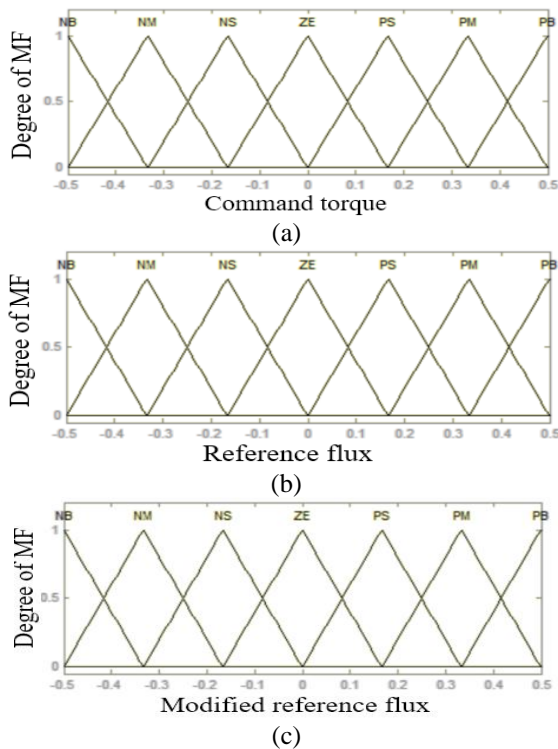 NB NM NS ZE PS PM PB
1
Degree of MF
0.5
0
-0.5 -0.4 -0.3 -0.2 -0.1 0 0.1 0.2 0.3 0.4 0.5
Command torque
(a)
NB NM NS ZE PS PM PB
1
Degree of MF
0.5
0
-0.5 -0.4 -0.3 -0.2 -0.1 0 0.1 0.2 0.3 0.4 0.5
Reference flux
(b)
NB NM NS ZE PS PM PB
1
Degree of MF
0.5
0
-0.5 -0.4 -0.3 -0.2 -0.1 0 0.1 0.2 0.3 0.4 0.5
Modified reference flux
(c)